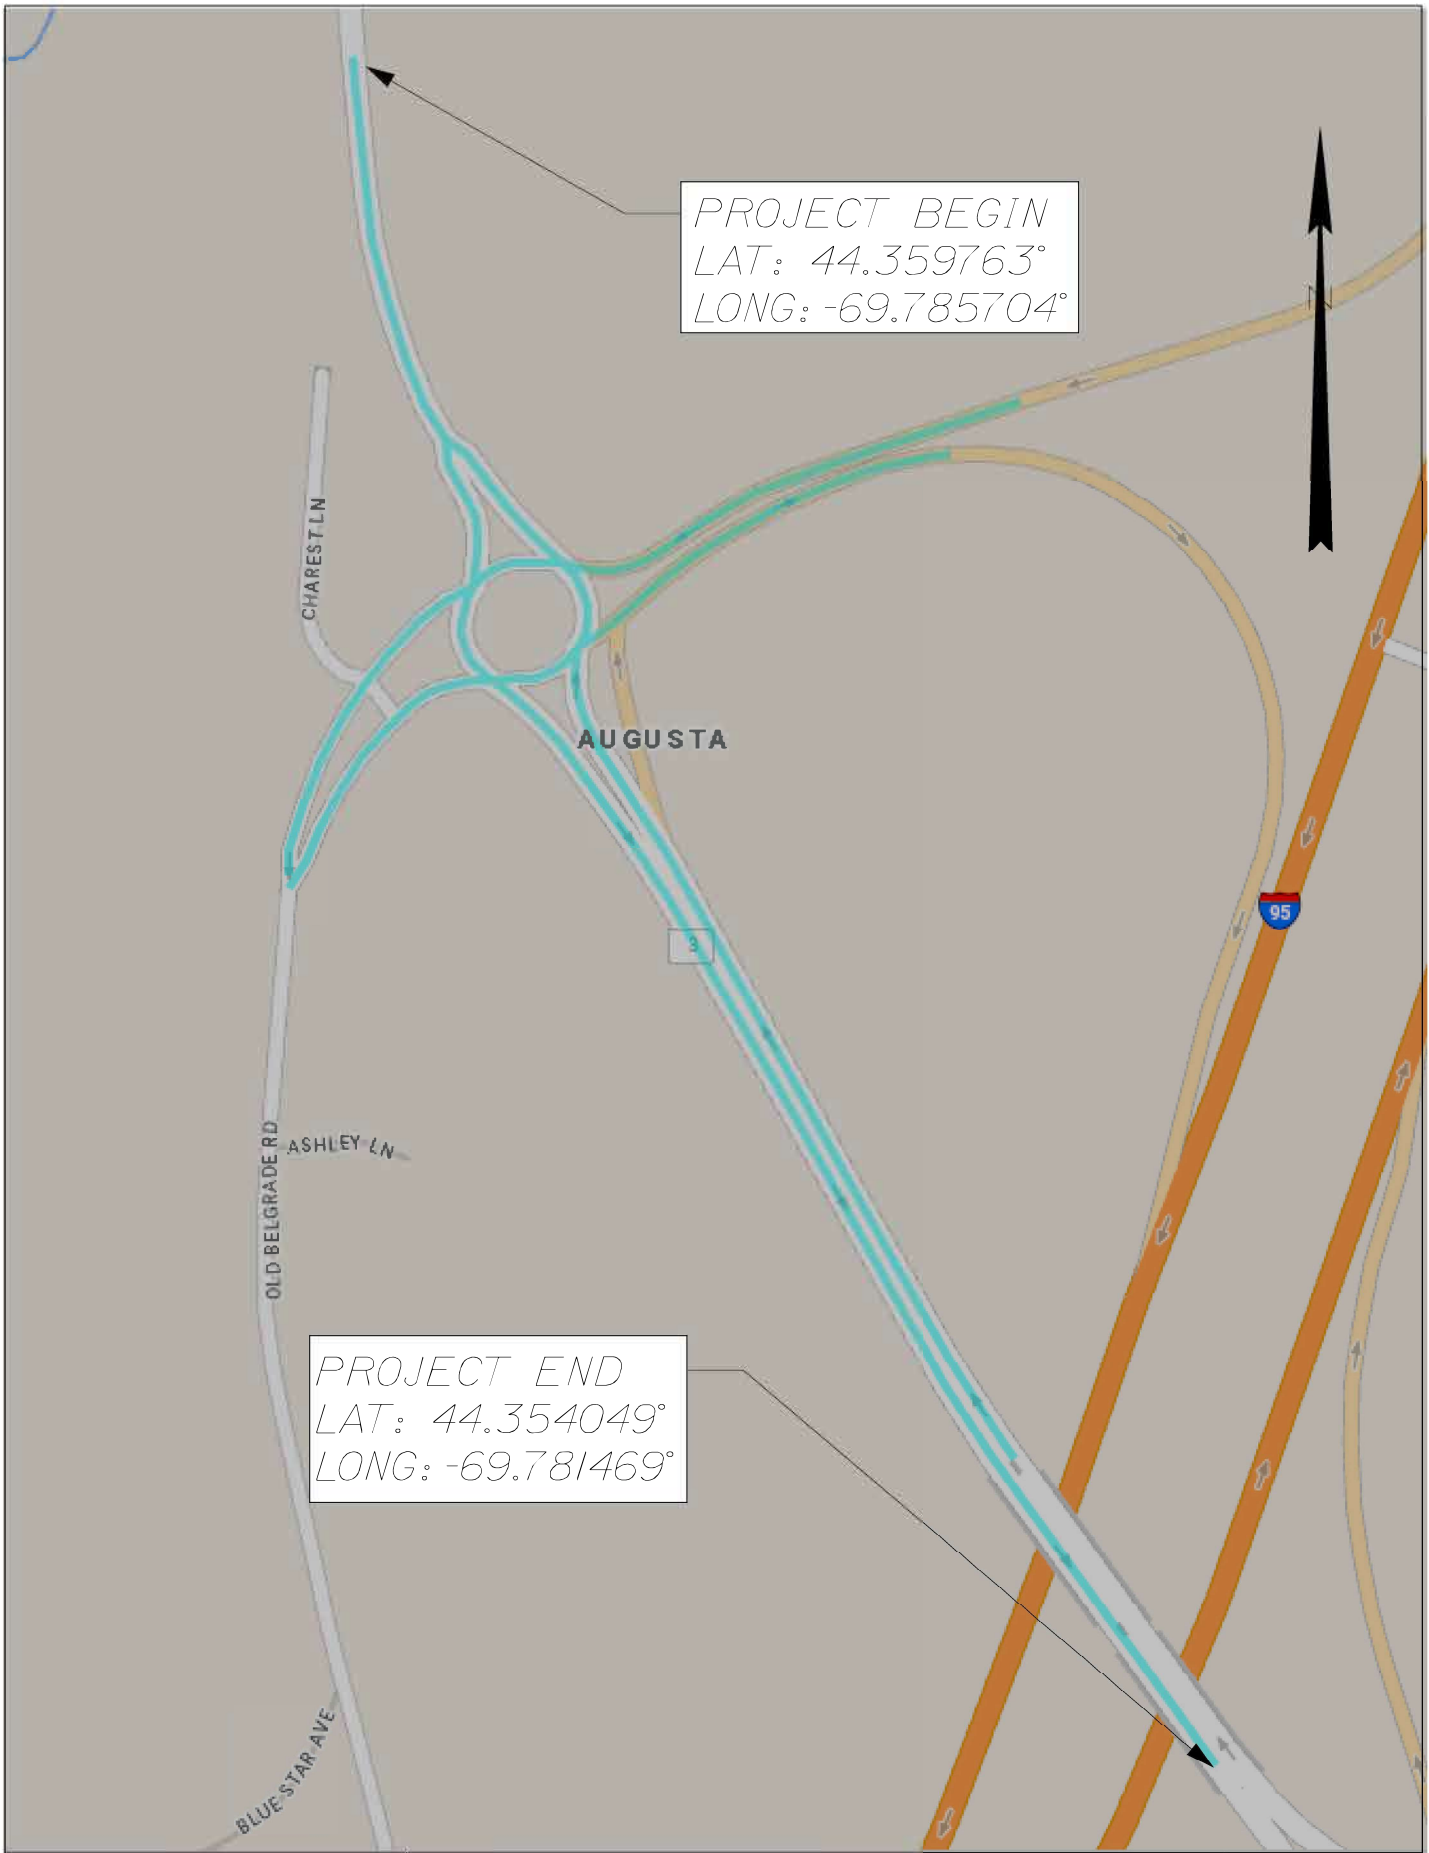 PROJECT BEGIN
LAT: 44.359763°
LONG: -69.785704°
N
CHAREST LN
AUGUSTA
95
3
ASHLEY LN
OLD BELGRADE RD
PROJECT END
LAT: 44.354049°
LONG: -69.781469°
BLUE STAR AVE